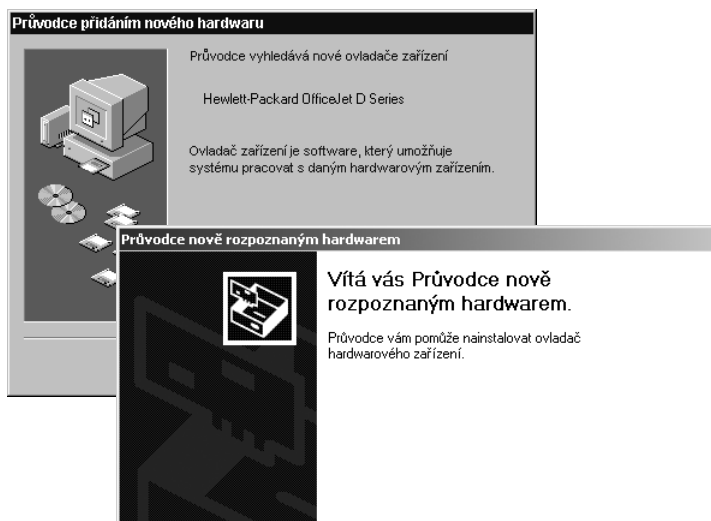 Průvodce přidáním nového hardwaru
Průvodce vyhledává nové ovladače zařízení
Hewlett-Packard OfficeJet D Series
Ovladač zařízení je software, který umožňuje
systému pracovat s daným hardwarovým zařízením.
Průvodce nově rozpoznaným hardwarem
Vítá vás Průvodce nově
rozpoznaným hardwarem.
Průvodce vám pomůže nainstalovat ovladač
hardwarového zařízení.